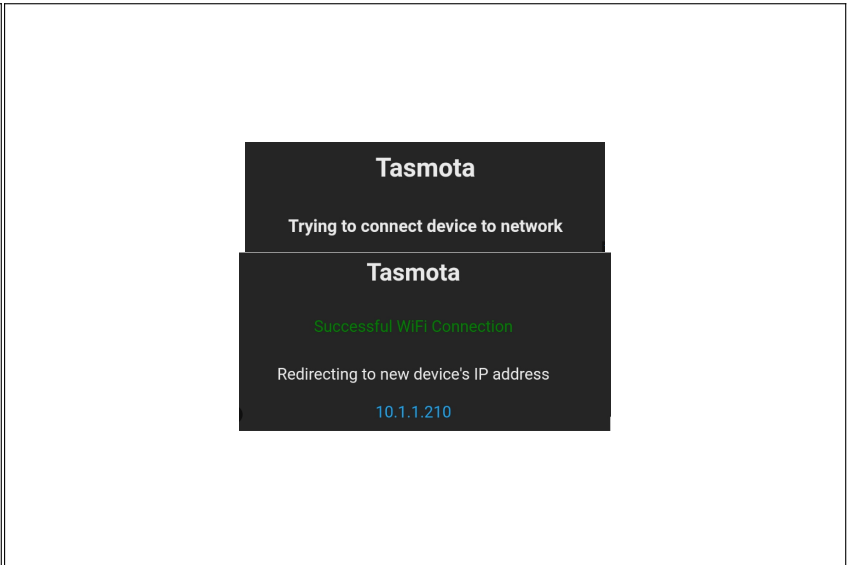 Tasmota
Trying to connect device to network
Tasmota
Successful WiFi Connection
Redirecting to new device's IP address
10.1.1.210